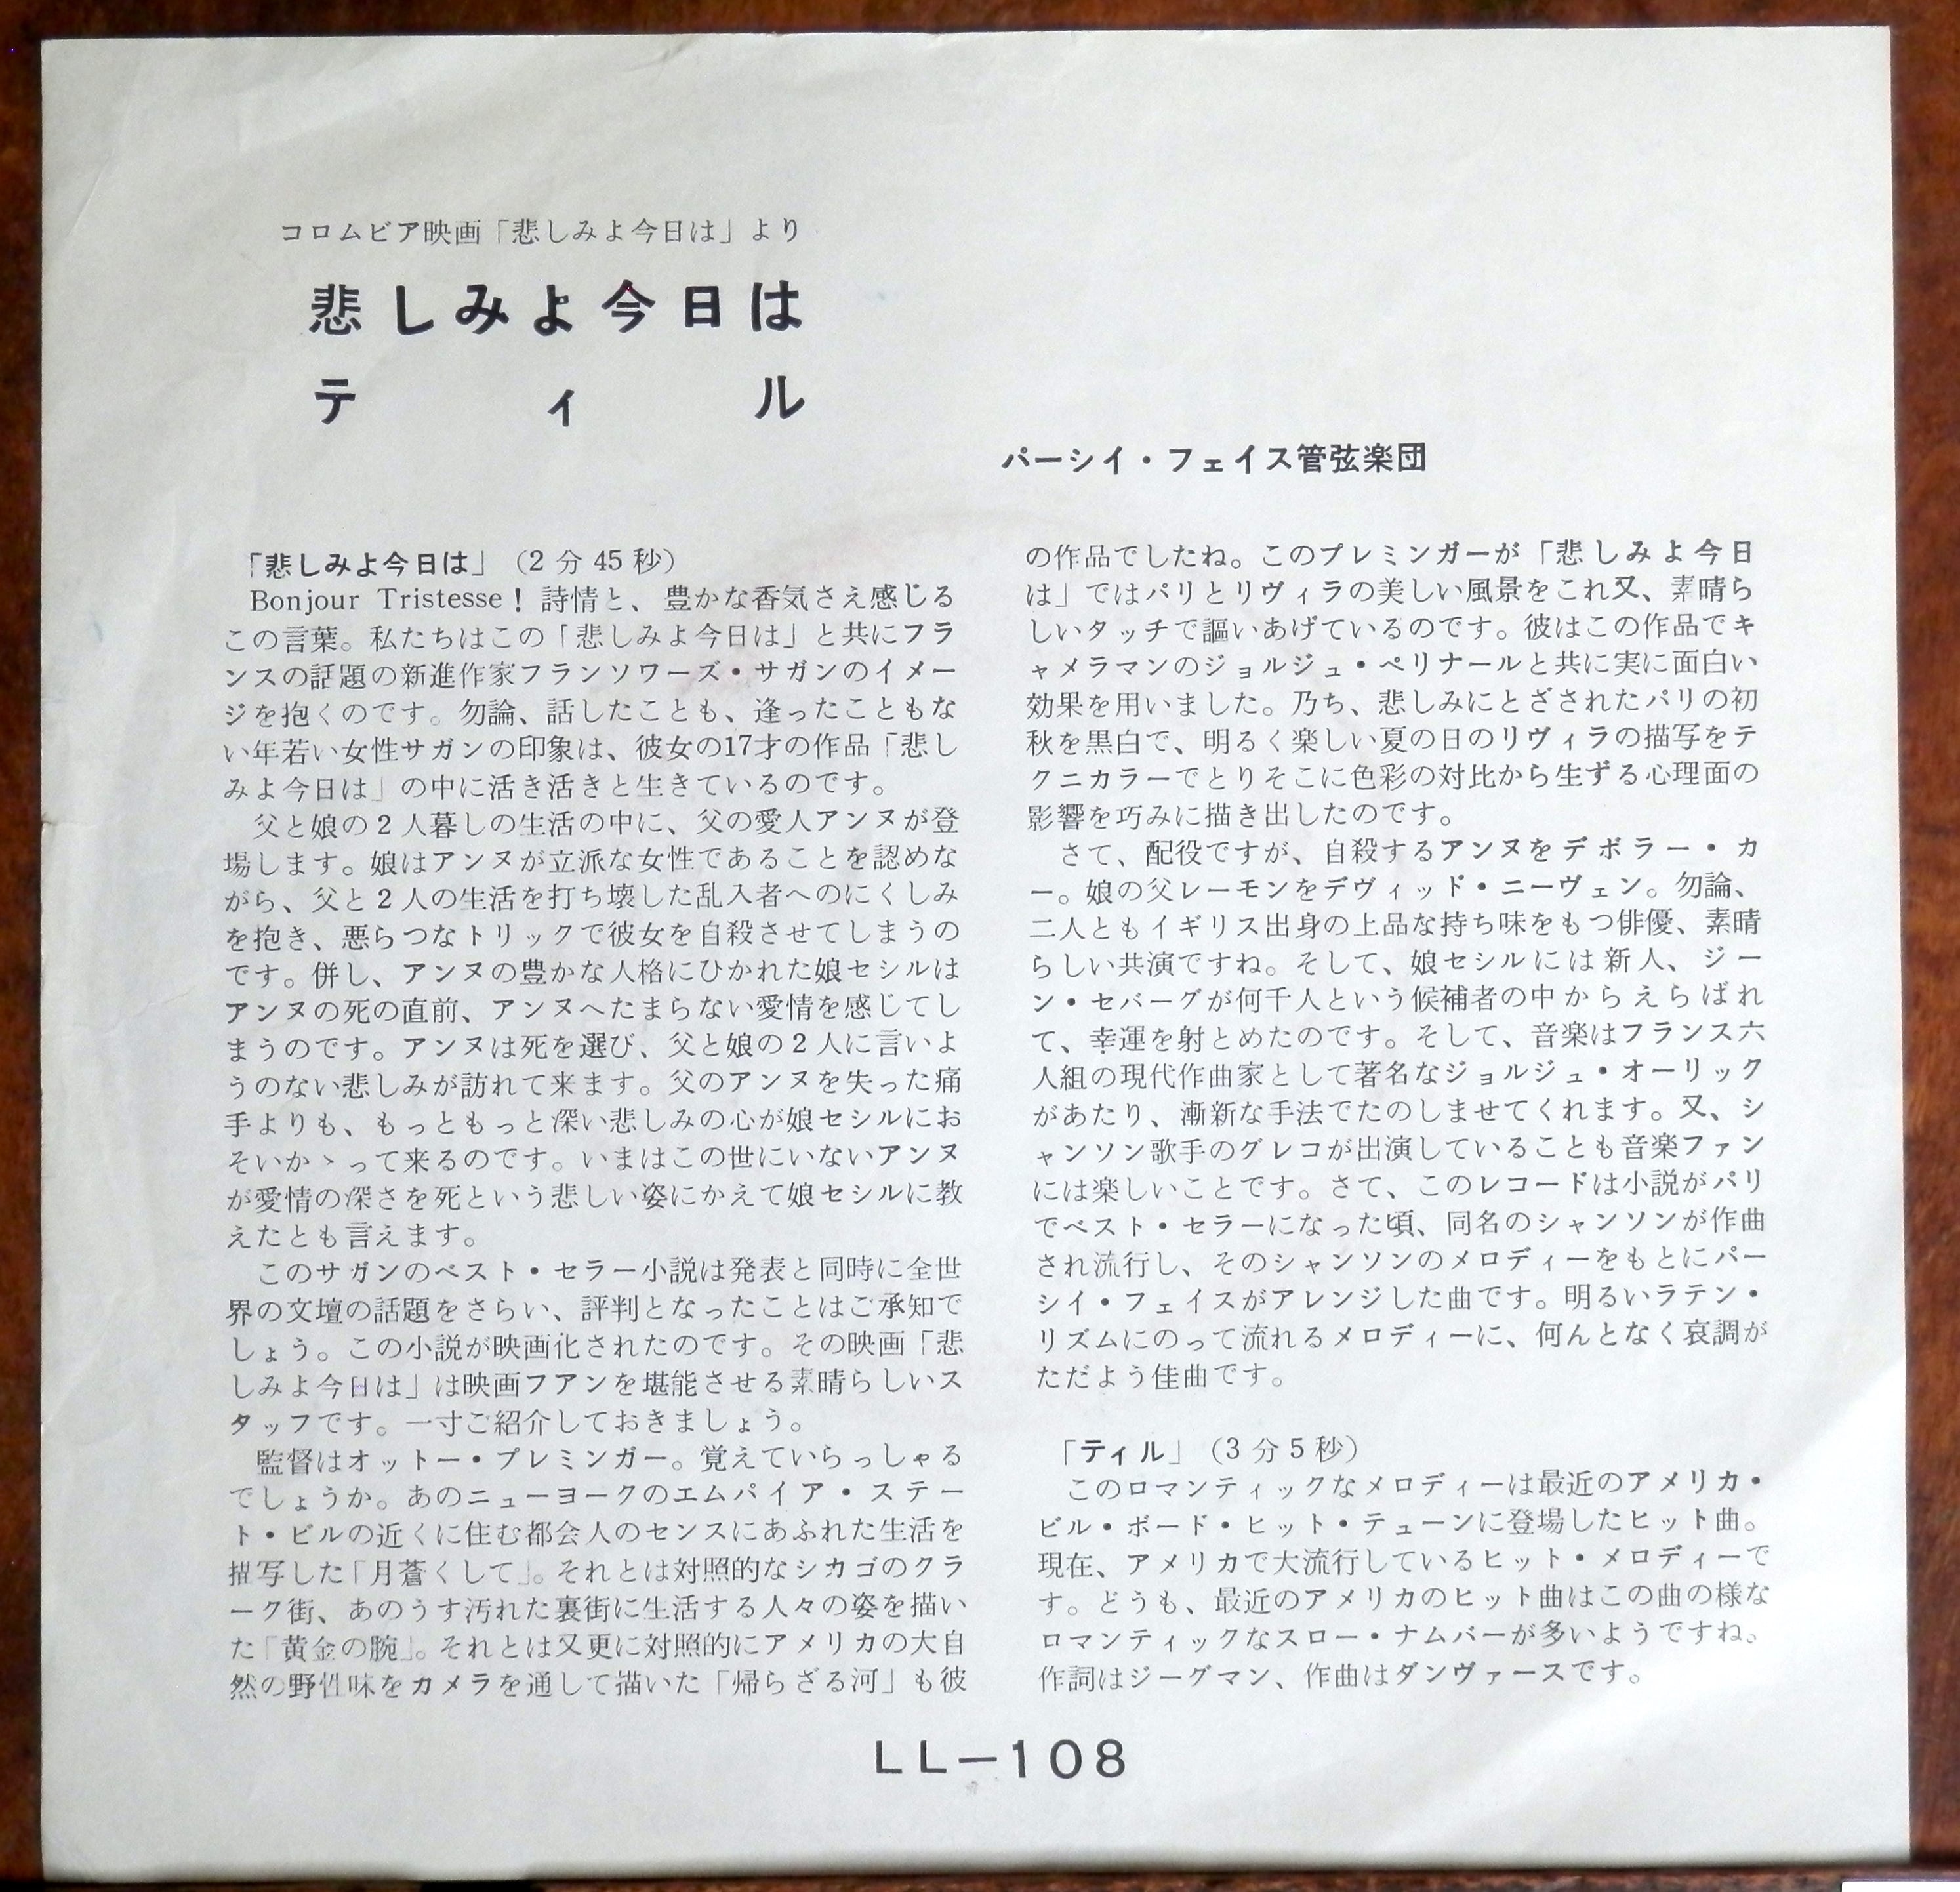 コロムビア映画「悲しみよ今日は」より
悲しみよ今日は
ティル
パーシイ・フェイス管弦楽団
「悲しみよ今日は」（2分45秒）
Bonjour Tristesse！詩情と、豊かな香気さえ感じる
この言葉。私たちはこの「悲しみよ今日は」と共にフラ
ンスの話題の新進作家フランソワーズ・サガンのイメー
ジを抱くのです。勿論、話したことも、逢ったこともな
い年若い女性サガンの印象は、彼女の17才の作品「悲し
みよ今日は」の中に活き活きと生きているのです。
父と娘の2人暮しの生活の中に、父の愛人アンヌが登
場します。娘はアンヌが立派な女性であることを認めな
がら、父と2人の生活を打ち壊した乱入者へのにくしみ
を抱き、悪らつなトリックで彼女を自殺させてしまうの
です。併し、アンヌの豊かな人格にひかれた娘セシルは
アンヌの死の直前、アンヌへたまらない愛情を感じてし
まうのです。アンヌは死を選び、父と娘の2人に言いよ
うのない悲しみが訪れて来ます。父のアンヌを失った痛
手よりも、もっともっと深い悲しみの心が娘セシルにお
そいかゝって来るのです。いまはこの世にいないアンヌ
が愛情の深さを死という悲しい姿にかえて娘セシルに教
えたとも言えます。
このサガンのベスト・セラー小説は発表と同時に全世
界の文壇の話題をさらい、評判となったことはご承知で
しょう。この小説が映画化されたのです。その映画「悲
しみよ今日は」は映画フアンを堪能させる素晴らしいス
タッフです。一寸ご紹介しておきましょう。
監督はオットー・プレミンガー。覚えていらっしゃる
でしょうか。あのニューヨークのエムパイア・ステー
ト・ビルの近くに住む都会人のセンスにあふれた生活を
描写した「月蒼くして」。それとは対照的なシカゴのクラ
ーク街、あのうす汚れた裏街に生活する人々の姿を描い
た「黄金の腕」。それとは又更に対照的にアメリカの大自
然の野性味をカメラを通して描いた「帰らざる河」も彼
の作品でしたね。このプレミンガーが「悲しみよ今日
は」ではパリとリヴィラの美しい風景をこれ又、素晴ら
しいタッチで謳いあげているのです。彼はこの作品でキ
ャメラマンのジョルジュ・ペリナールと共に実に面白い
効果を用いました。乃ち、悲しみにとざされたパリの初
秋を黒白で、明るく楽しい夏の日のリヴィラの描写をテ
クニカラーでとりそこに色彩の対比から生ずる心理面の
影響を巧みに描き出したのです。
さて、配役ですが、自殺するアンヌをデボラー・カ
ー。娘の父レーモンをデヴィッド・ニーヴェン。勿論、
二人ともイギリス出身の上品な持ち味をもつ俳優、素晴
らしい共演ですね。そして、娘セシルには新人、ジー
ン・セバーグが何千人という候補者の中からえらばれ
て、幸運を射とめたのです。そして、音楽はフランス六
人組の現代作曲家として著名なジョルジュ・オーリック
があたり、漸新な手法でたのしませてくれます。又、シ
ャンソン歌手のグレコが出演していることも音楽ファン
には楽しいことです。さて、このレコードは小説がパリ
でベスト・セラーになった頃、同名のシャンソンが作曲
され流行し、そのシャンソンのメロディーをもとにパー
シイ・フェイスがアレンジした曲です。明るいラテン・
リズムにのって流れるメロディーに、何んとなく哀調が
ただよう佳曲です。
「ティル」（3分5秒）
このロマンティックなメロディーは最近のアメリカ・
ビル・ボード・ヒット・テューンに登場したヒット曲。
現在、アメリカで大流行しているヒット・メロディーで
す。どうも、最近のアメリカのヒット曲はこの曲の様な
ロマンティックなスロー・ナムバーが多いようですね。
作詞はジーグマン、作曲はダンヴァースです。
LL－108